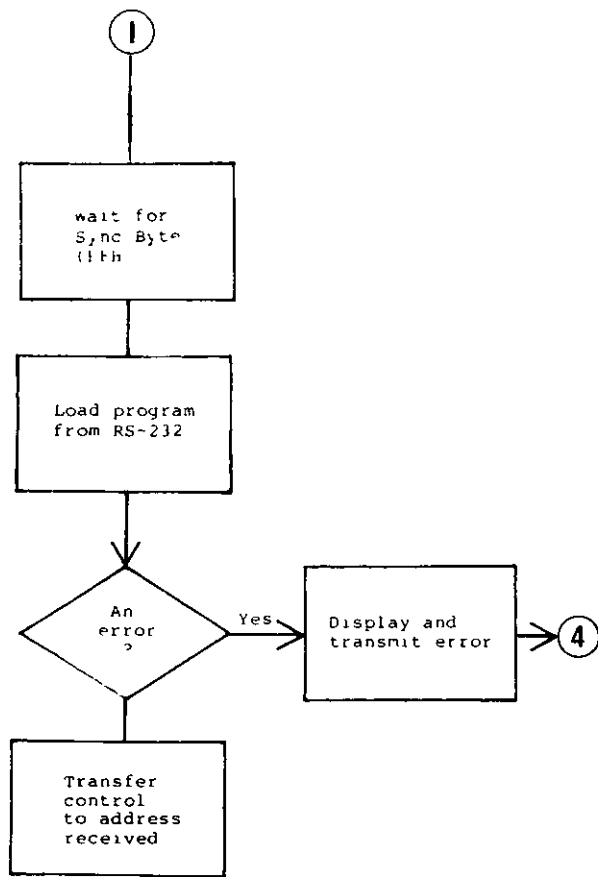 1
wait for
Sync Byte
Load program
from RS-232
An
error
?
Yes
Display and
transmit error
4
Transfer
control
to address
received